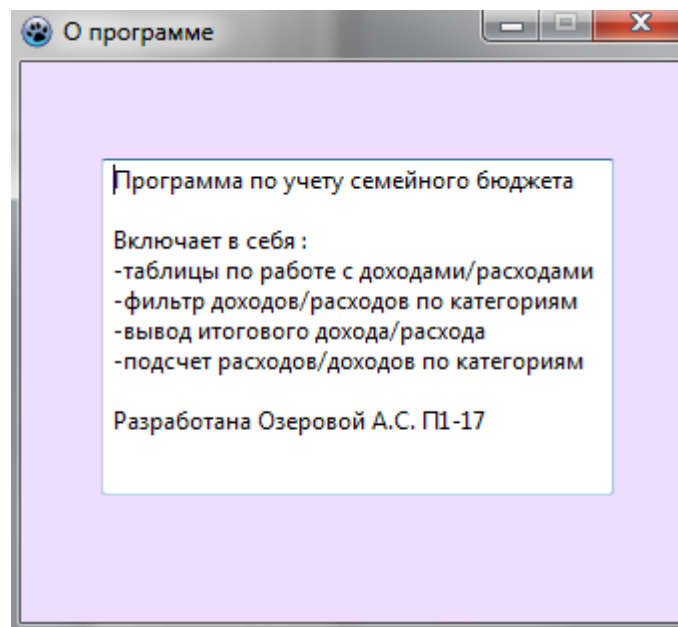 О программе
Программа по учету семейного бюджета
Включает в себя :
-таблицы по работе с доходами/расходами
-фильтр доходов/расходов по категориям
-вывод итогового дохода/расхода
-подсчет расходов/доходов по категориям
Разработана Озеровой А.С. П1-17